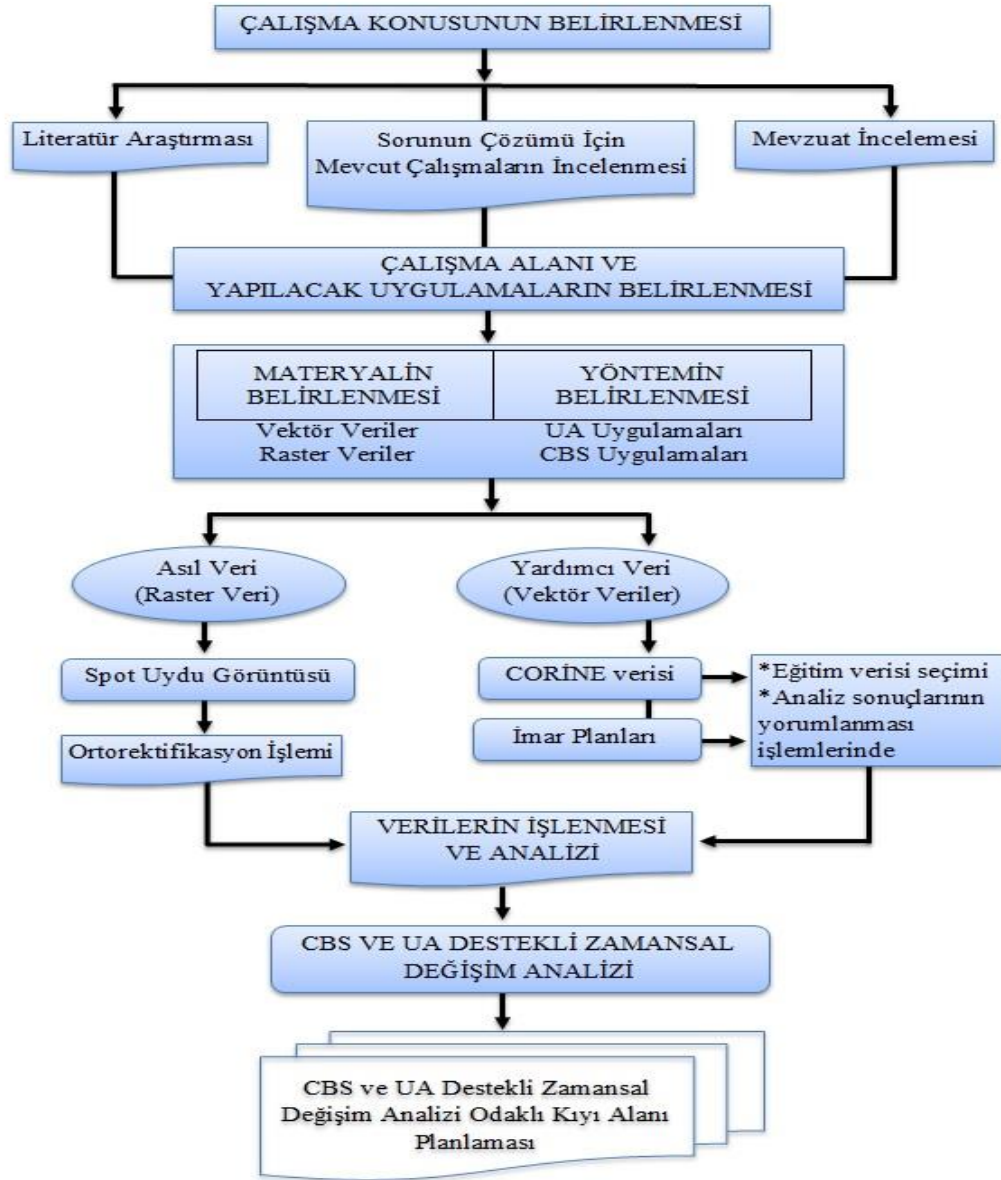 ÇALIŞMA KONUSUNUN BELİRLENMESİ
Literatür Araştırması
Sorunun Çözümü İçin
Mevcut Çalışmaların İncelenmesi
Mevzuat İncelemesi
ÇALIŞMA ALANI VE
YAPILACAK UYGULAMALARIN BELİRLENMESİ
MATERYALİN
BELİRLENMESİ
YÖNTEMİN
BELİRLENMESİ
Vektör Veriler
Raster Veriler
UA Uygulamaları
CBS Uygulamaları
Asıl Veri
(Raster Veri)
Yardımcı Veri
(Vektör Veriler)
Spot Uydu Görüntüsü
Ortorektifikasyon İşlemi
CORİNE verisi
İmar Planları
*Eğitim verisi seçimi
*Analiz sonuçlarının
yorumlanması
işlemlerinde
VERİLERİN İŞLENMESİ
VE ANALİZİ
CBS VE UA DESTEKLİ ZAMANSAL
DEĞİŞİM ANALİZİ
CBS ve UA Destekli Zamansal
Değişim Analizi Odaklı Kıyı Alanı
Planlaması